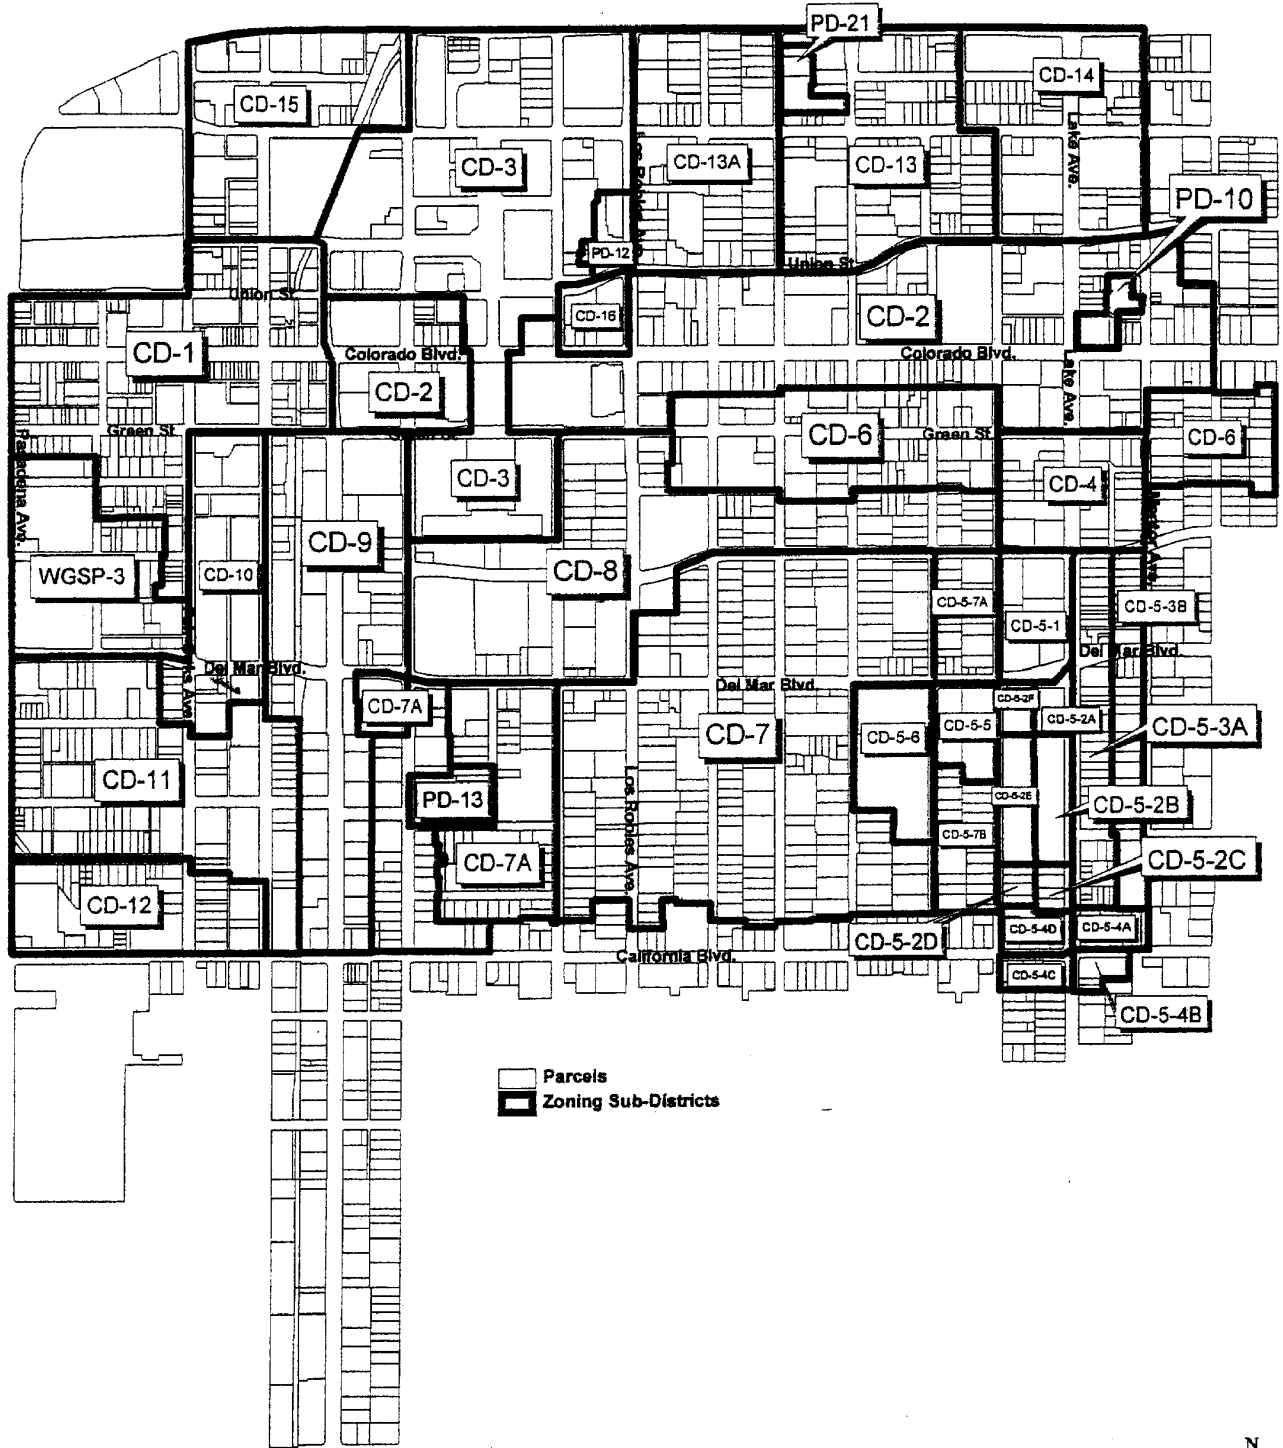 PD-21
CD-14
CD-15
Lake Ave.
CD-3
CD-13A
CD-13
PD-10
PD-12
Union St.
Union St.
CD-16
CD-2
CD-1
Colorado Blvd.
Colorado Blvd.
Lake Ave.
CD-2
Green St
CD-6
Green St.
CD-6
Pasadena Ave.
CD-3
CD-4
CD-9
Mentor Ave.
WGSP-3
CD-10
CD-8
CD-5-7A
CD-5-3B
CD-5-1
Del Mar Blvd.
Del Mar Blvd.
Del Mar Blvd.
CD-7A
CD-5-2F
CD-5-2A
CD-5-3A
CD-7
CD-5-6
CD-5-5
CD-11
PD-13
Los Robles Ave.
CD-5-2E
CD-5-2B
CD-5-7B
CD-7A
CD-5-2C
CD-12
CD-5-2D
CD-5-4D
CD-5-4A
California Blvd.
CD-5-4C
CD-5-4B
Parcels
Zoning Sub-Districts
N